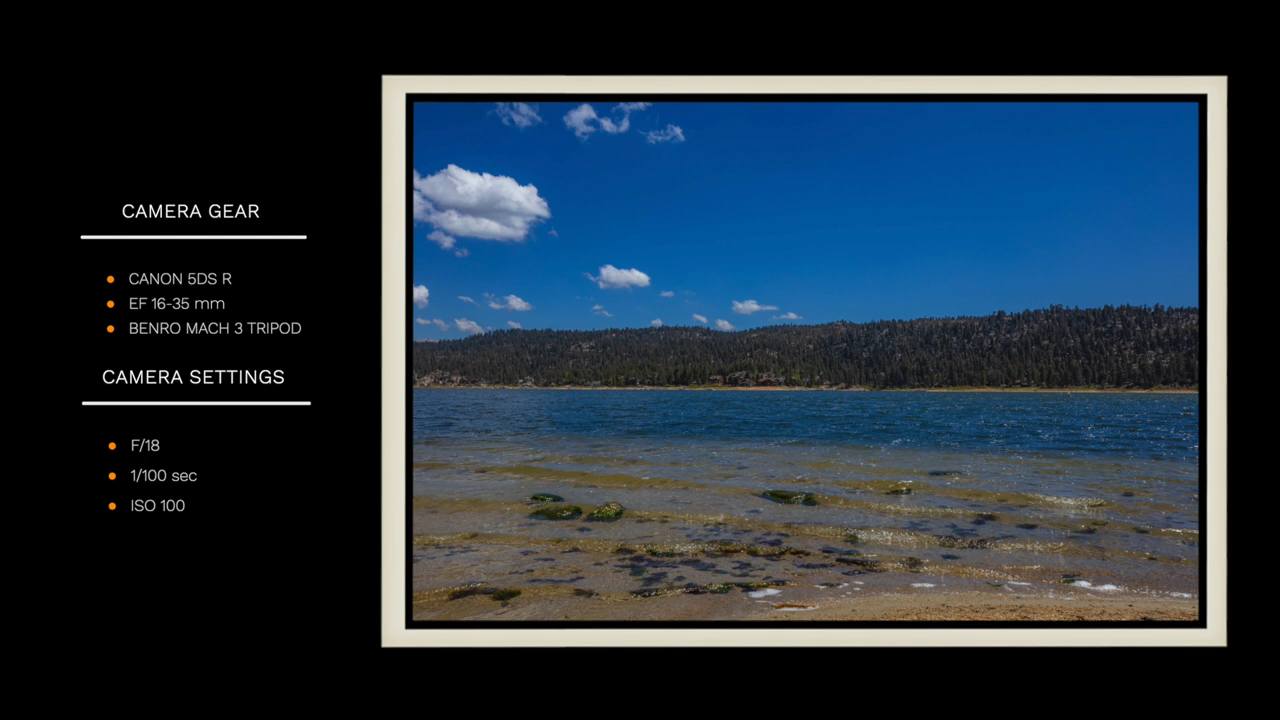 CAMERA GEAR
CANON 5DS R
EF 16-35 mm
BENRO MACH 3 TRIPOD
CAMERA SETTINGS
F/18
1/100 sec
ISO 100